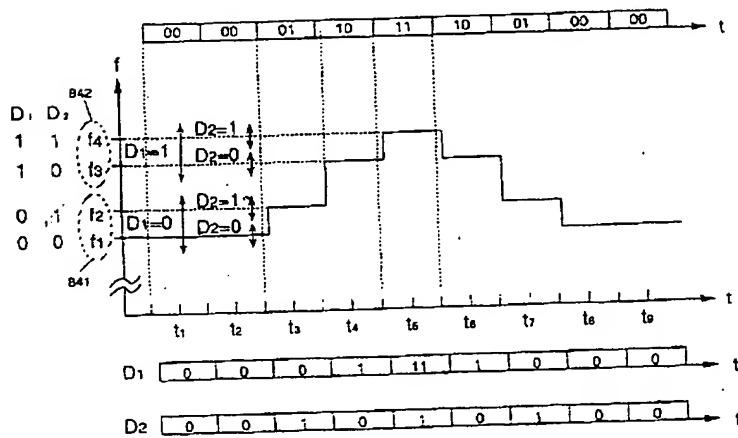 00 00 01 10 11 10 01 00 00 t
f
842
D₁ D₂
1 1 f4 D2=1
D1=1
1 0 f3 D2=0
0 1 f2 D2=1
D1=0
0 0 f1 D2=0
841
t
t₁ t₂ t₃ t₄ t₅ t₆ t₇ t₈ t₉
D1 0 0 0 1 11 1 0 0 0 t
D2 0 0 1 0 1 0 1 0 0 t